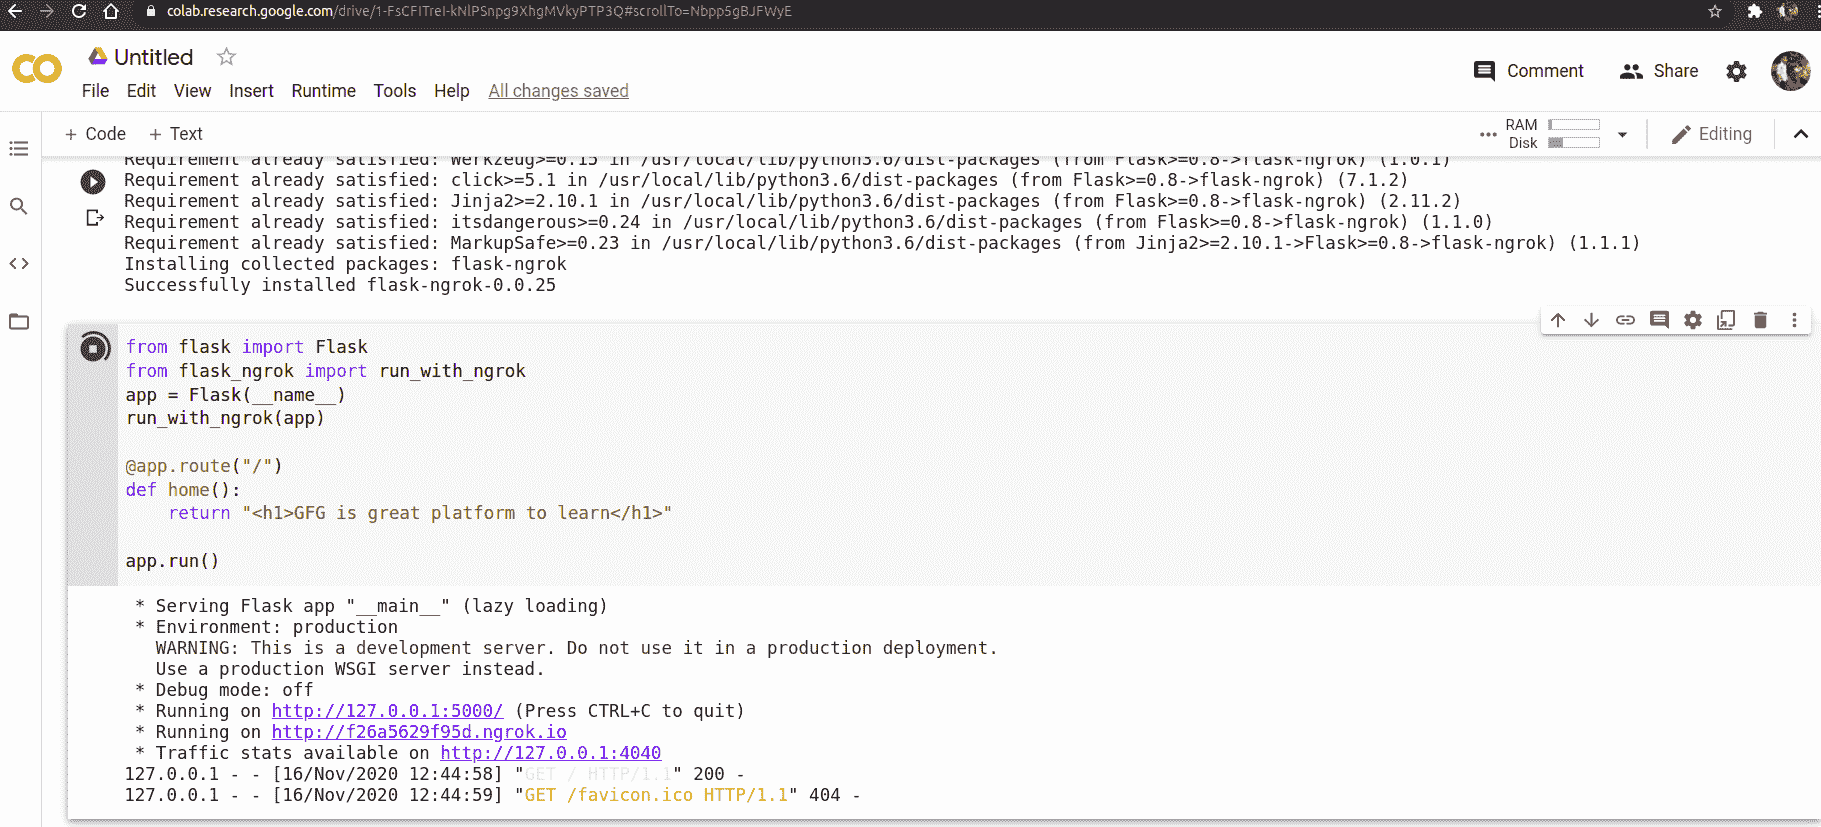 colab.research.google.com/drive/1-FsCFITreI-kNlPSnpg9XhgMVkyPTP3Q#scrollTo=Nbpp5gBJFWyE
CO Untitled
File Edit View Insert Runtime Tools Help All changes saved
Comment Share
+ Code + Text
RAM
Disk
Editing
Requirement already satisfied: Werkzeug>=0.15 in /usr/local/lib/python3.6/dist-packages (from Flask>=0.8->flask-ngrok) (1.0.1)
Requirement already satisfied: click>=5.1 in /usr/local/lib/python3.6/dist-packages (from Flask>=0.8->flask-ngrok) (7.1.2)
Requirement already satisfied: Jinja2>=2.10.1 in /usr/local/lib/python3.6/dist-packages (from Flask>=0.8->flask-ngrok) (2.11.2)
Requirement already satisfied: itsdangerous>=0.24 in /usr/local/lib/python3.6/dist-packages (from Flask>=0.8->flask-ngrok) (1.1.0)
Requirement already satisfied: MarkupSafe>=0.23 in /usr/local/lib/python3.6/dist-packages (from Jinja2>=2.10.1->Flask>=0.8->flask-ngrok) (1.1.1)
Installing collected packages: flask-ngrok
Successfully installed flask-ngrok-0.0.25
from flask import Flask
from flask_ngrok import run_with_ngrok
app = Flask(__name__)
run_with_ngrok(app)
@app.route("/")
def home():
    return "<h1>GFG is great platform to learn</h1>"
app.run()
* Serving Flask app "__main__" (lazy loading)
* Environment: production
WARNING: This is a development server. Do not use it in a production deployment.
Use a production WSGI server instead.
* Debug mode: off
* Running on http://127.0.0.1:5000/ (Press CTRL+C to quit)
* Running on http://f26a5629f95d.ngrok.io
* Traffic stats available on http://127.0.0.1:4040
127.0.0.1 - - [16/Nov/2020 12:44:58] "GET / HTTP/1.1" 200 -
127.0.0.1 - - [16/Nov/2020 12:44:59] "GET /favicon.ico HTTP/1.1" 404 -